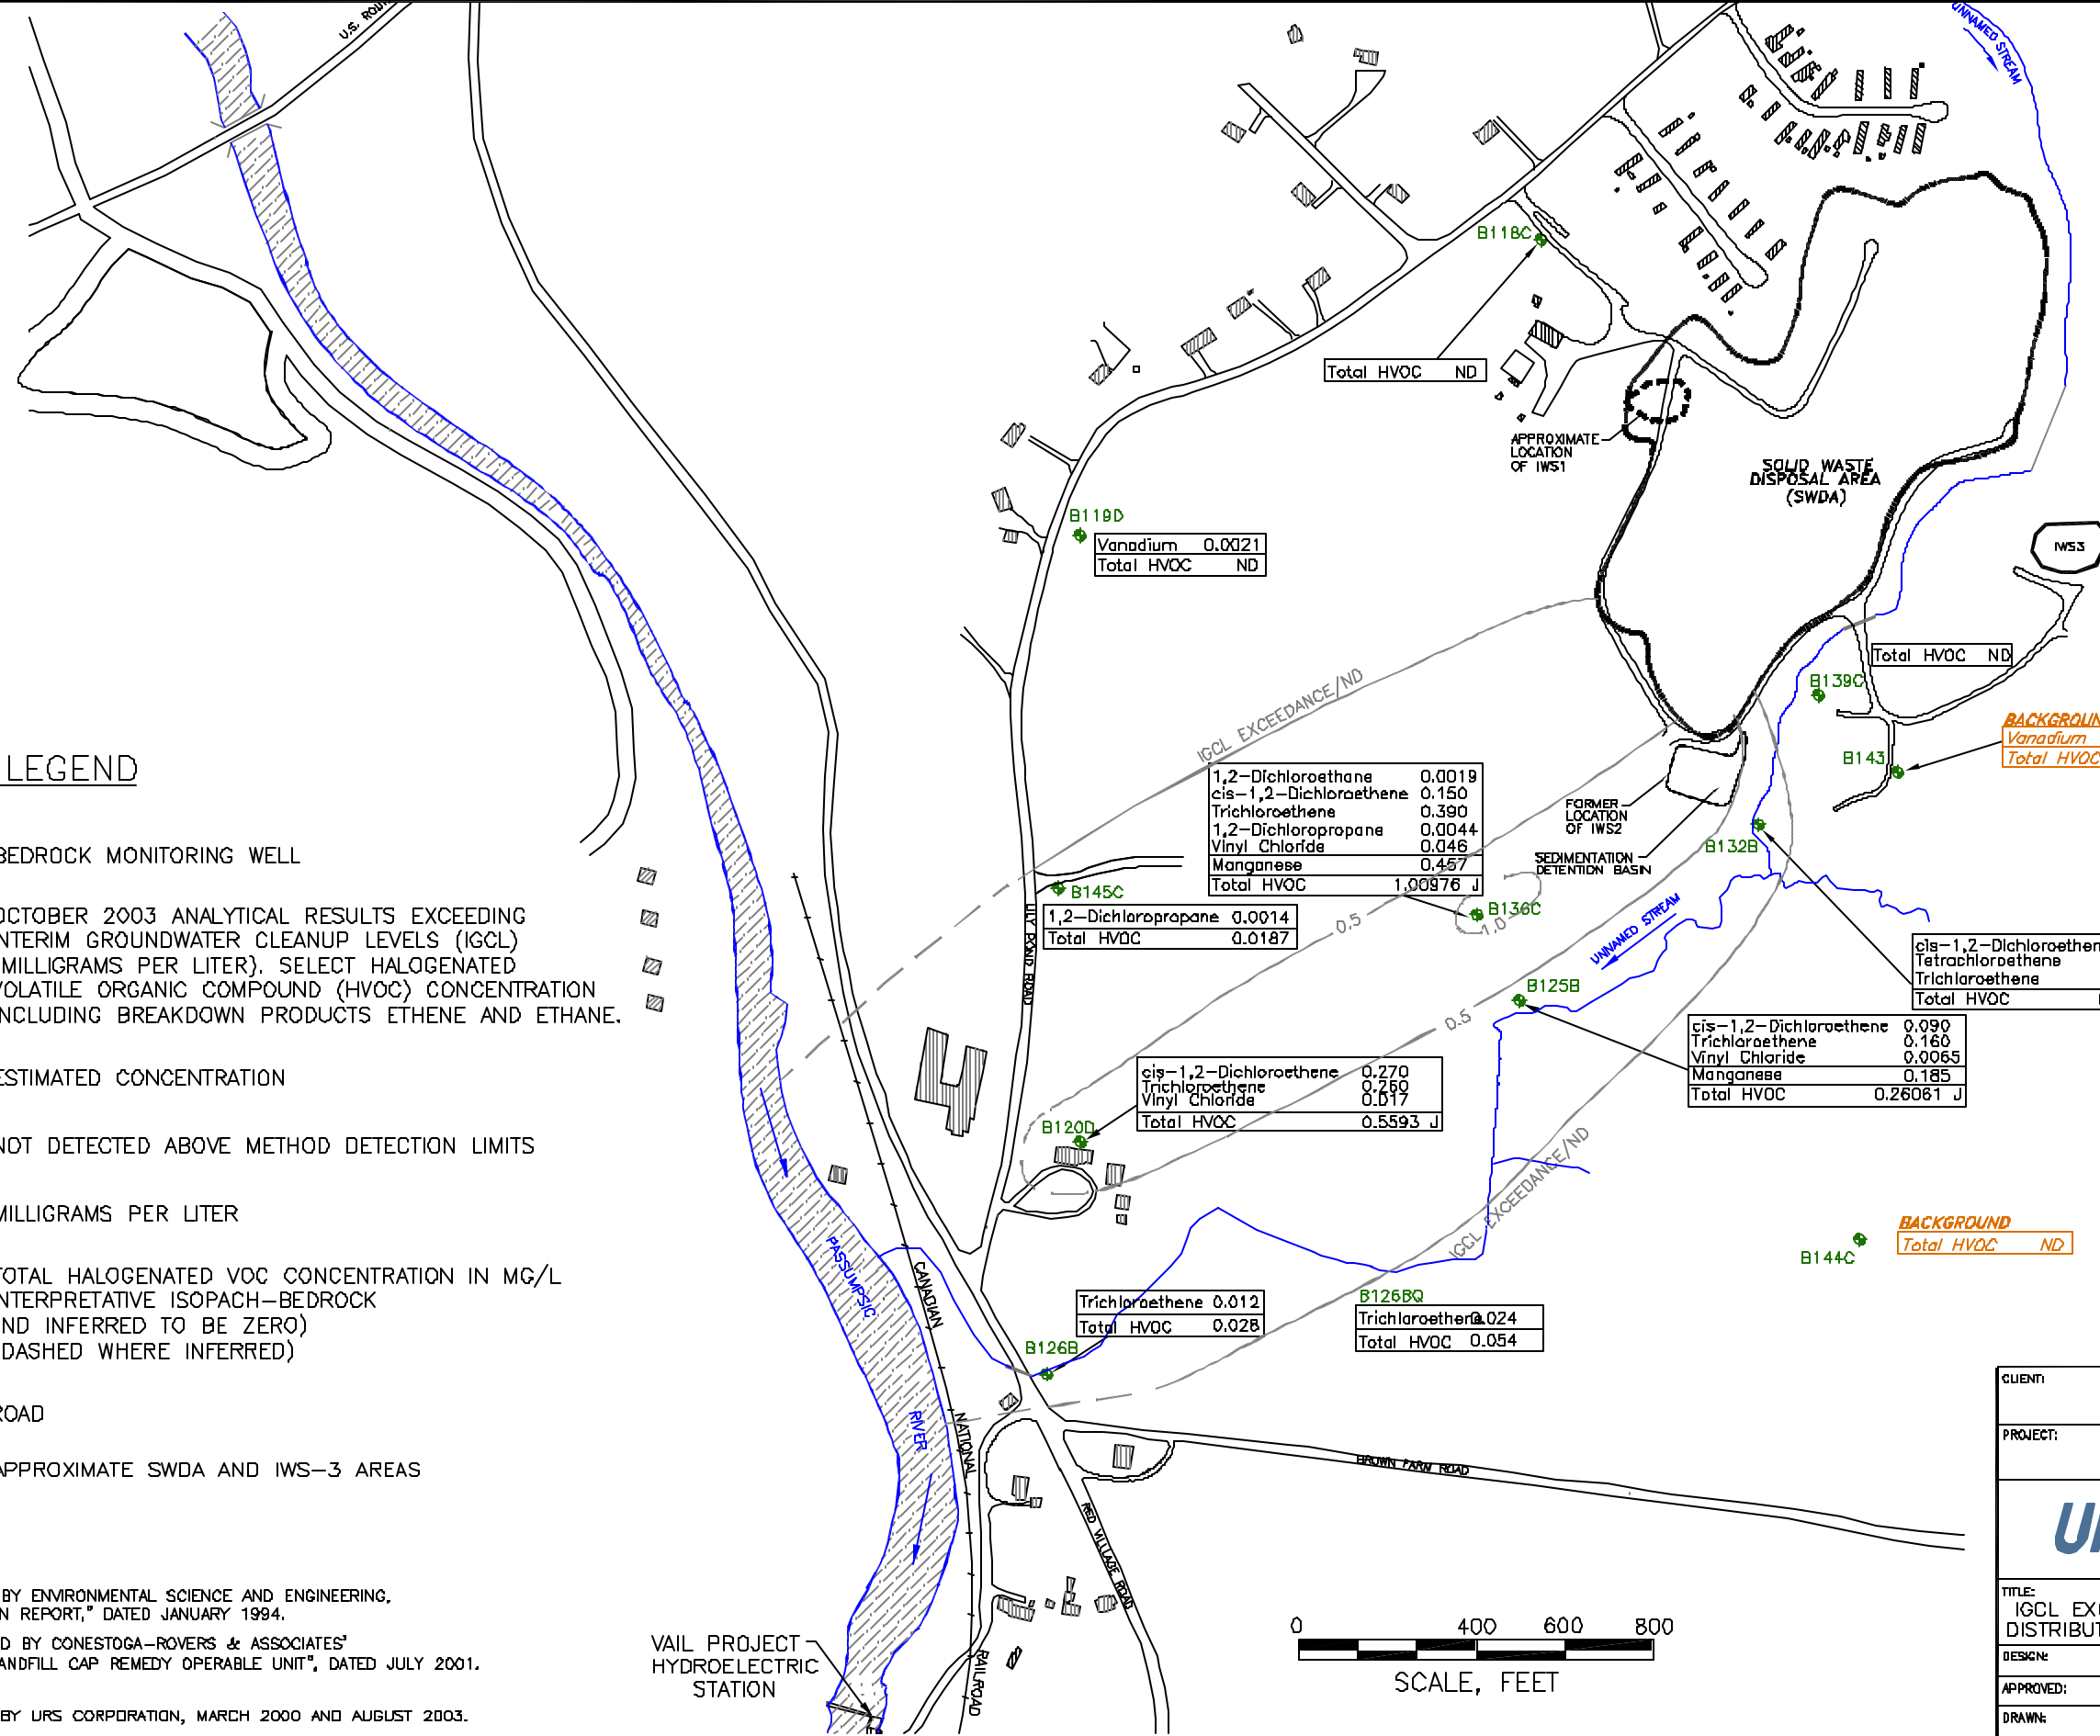 UNNAMED STREAM
B118C
Total HVOC ND
APPROXIMATE
LOCATION
OF IWS1
SOLID WASTE
DISPOSAL AREA
(SWDA)
B119D
Vanadium 0.0021
Total HVOC ND
IWS3
Total HVOC ND
B139C
IGCL EXCEEDANCE/ND
B143
Vanadium
Total HVOC
LEGEND
1,2-Dichloroethane 0.0019
cis-1,2-Dichloroethene 0.150
Trichloroethene 0.390
1,2-Dichloropropane 0.0044
Vinyl Chloride 0.046
Manganese 0.457
Total HVOC 1.00976 J
FORMER
LOCATION
OF IWS2
SEDIMENTATION
DETENTION BASIN
B132B
BEDROCK MONITORING WELL
B145C
1,2-Dichloropropane 0.0014
Total HVOC 0.0187
B136C
1.0
0.5
LILY POND ROAD
UNNAMED STREAM
OCTOBER 2003 ANALYTICAL RESULTS EXCEEDING
INTERIM GROUNDWATER CLEANUP LEVELS (IGCL)
MILLIGRAMS PER LITER). SELECT HALOGENATED
VOLATILE ORGANIC COMPOUND (HVOC) CONCENTRATION
INCLUDING BREAKDOWN PRODUCTS ETHENE AND ETHANE.
Tetrachloroethene
Trichloroethene
Total HVOC
B125B
0.5
cis-1,2-Dichloroethene 0.090
Trichloroethene 0.160
Vinyl Chloride 0.0065
Manganese 0.185
Total HVOC 0.26061 J
ESTIMATED CONCENTRATION
cis-1,2-Dichloroethene 0.270
Trichloroethene 0.260
Vinyl Chloride 0.017
Total HVOC 0.5593 J
B120D
NOT DETECTED ABOVE METHOD DETECTION LIMITS
IGCL EXCEEDANCE/ND
MILLIGRAMS PER LITER
BACKGROUND
Total HVOC ND
B144C
PASSUMPSIC
RIVER
CANADIAN
NATIONAL
RAILROAD
TOTAL HALOGENATED VOC CONCENTRATION IN MG/L
INTERPRETATIVE ISOPACH-BEDROCK
(ND INFERRED TO BE ZERO)
(DASHED WHERE INFERRED)
Trichloroethene 0.012
Total HVOC 0.028
B126B
B126BQ
Trichloroethene 0.024
Total HVOC 0.054
ROAD
APPROXIMATE SWDA AND IWS-3 AREAS
BROWN FARM ROAD
RED VILLAGE ROAD
CLIENT:
PROJECT:
TITLE:
DESIGN:
APPROVED:
DRAWN:
BY ENVIRONMENTAL SCIENCE AND ENGINEERING,
REPORT," DATED JANUARY 1994.
BY CONESTOGA-ROVERS & ASSOCIATES'
LANDFILL CAP REMEDY OPERABLE UNIT", DATED JULY 2001.
BY URS CORPORATION, MARCH 2000 AND AUGUST 2003.
VAIL PROJECT
HYDROELECTRIC
STATION
0 400 600 800
SCALE, FEET